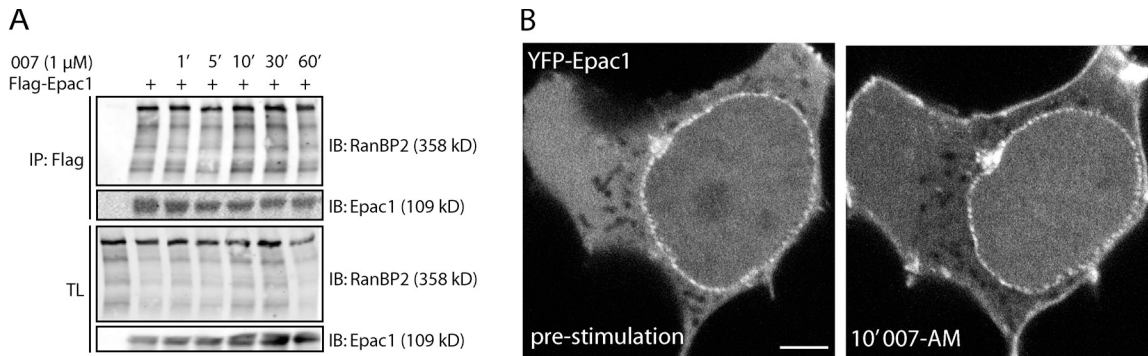 A
007 (1 µM) 1′ 5′ 10′ 30′ 60′
Flag-Epac1 + + + + + +
IP: Flag
IB: RanBP2 (358 kD)
IB: Epac1 (109 kD)
TL
IB: RanBP2 (358 kD)
IB: Epac1 (109 kD)
B
YFP-Epac1
pre-stimulation
10′ 007-AM